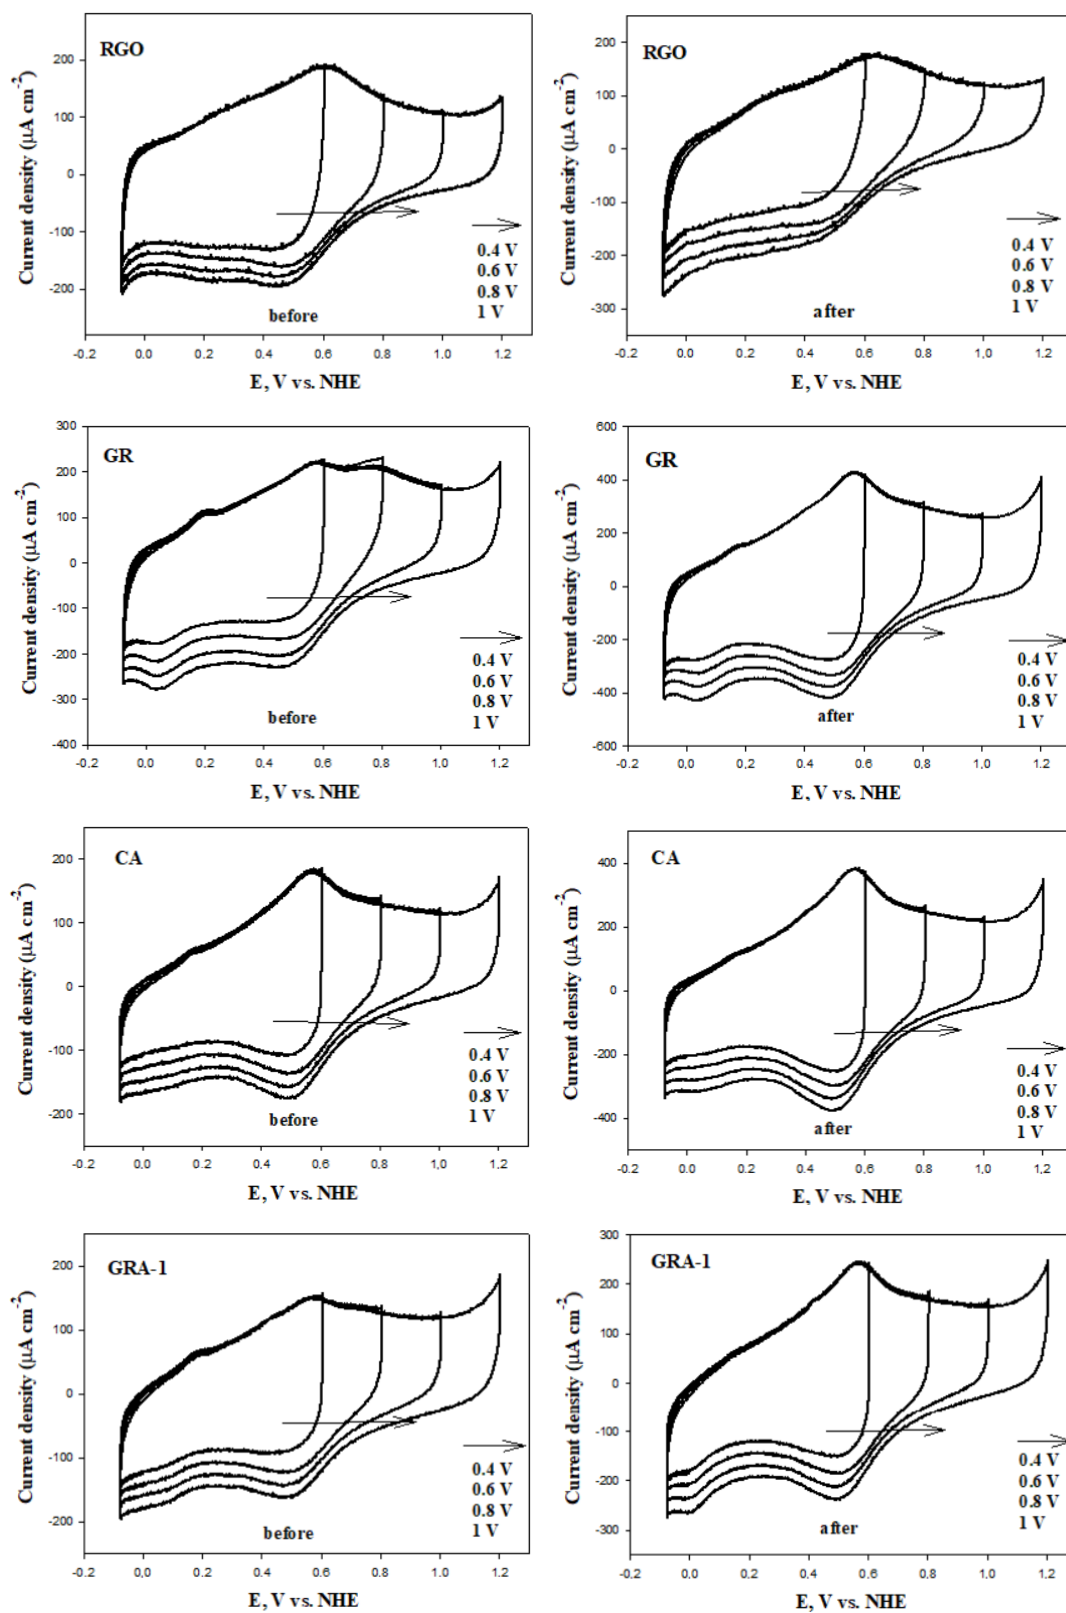 RGO
200
100
0
-100
-200
Current density (µA cm-2)
0.4 V
0.6 V
0.8 V
1 V
before
-0.2 0.0 0.2 0.4 0.6 0.8 1.0 1.2
E, V vs. NHE
RGO
200
100
0
-100
-200
-300
Current density (µA cm-2)
0.4 V
0.6 V
0.8 V
1 V
after
-0.2 0.0 0.2 0.4 0.6 0.8 1.0 1.2
E, V vs. NHE
300
GR
200
100
0
-100
-200
-300
-400
Current density (µA cm-2)
0.4 V
0.6 V
0.8 V
1 V
before
-0.2 0.0 0.2 0.4 0.6 0.8 1.0 1.2
E, V vs. NHE
600
GR
400
200
0
-200
-400
-600
Current density (µA cm-2)
0.4 V
0.6 V
0.8 V
1 V
after
-0.2 0.0 0.2 0.4 0.6 0.8 1.0 1.2
E, V vs. NHE
CA
200
100
0
-100
-200
Current density (µA cm-2)
0.4 V
0.6 V
0.8 V
1 V
before
-0.2 0,0 0,2 0,4 0,6 0,8 1,0 1,2
E, V vs. NHE
CA
400
200
0
-200
-400
Current density (µA cm-2)
0.4 V
0.6 V
0.8 V
1 V
after
-0.2 0,0 0,2 0,4 0,6 0,8 1,0 1,2
E, V vs. NHE
GRA-1
200
100
0
-100
-200
Current density (µA cm-2)
0.4 V
0.6 V
0.8 V
1 V
before
-0.2 0,0 0,2 0,4 0,6 0,8 1,0 1,2
E, V vs. NHE
300
GRA-1
200
100
0
-100
-200
-300
Current density (µA cm-2)
0.4 V
0.6 V
0.8 V
1 V
after
-0.2 0,0 0,2 0,4 0,6 0,8 1,0 1,2
E, V vs. NHE